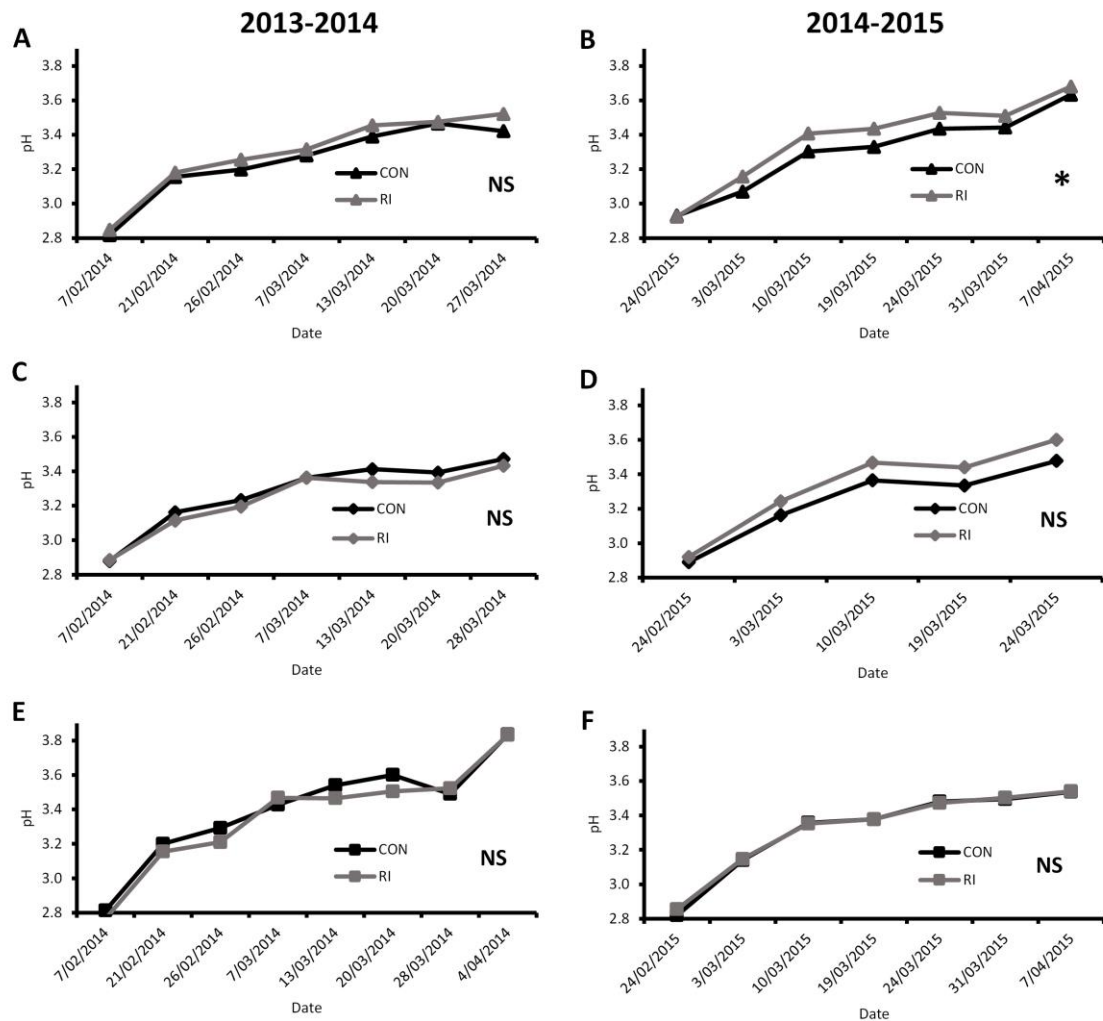 2013-2014
2014-2015
A
3.8
3.6
3.4
3.2
3.0
2.8
pH
CON
RI
NS
7/02/2014
21/02/2014
26/02/2014
7/03/2014
13/03/2014
20/03/2014
27/03/2014
Date
B
3.8
3.6
3.4
3.2
3.0
2.8
pH
CON
RI
*
24/02/2015
3/03/2015
10/03/2015
19/03/2015
24/03/2015
31/03/2015
7/04/2015
Date
C
3.8
3.6
3.4
3.2
3.0
2.8
pH
CON
RI
NS
7/02/2014
21/02/2014
26/02/2014
7/03/2014
13/03/2014
20/03/2014
28/03/2014
Date
D
3.8
3.6
3.4
3.2
3.0
2.8
pH
CON
RI
NS
24/02/2015
3/03/2015
10/03/2015
19/03/2015
24/03/2015
Date
E
3.8
3.6
3.4
3.2
3.0
2.8
pH
CON
RI
NS
7/02/2014
21/02/2014
26/02/2014
7/03/2014
13/03/2014
20/03/2014
28/03/2014
4/04/2014
Date
F
3.8
3.6
3.4
3.2
3.0
2.8
pH
CON
RI
NS
24/02/2015
3/03/2015
10/03/2015
19/03/2015
24/03/2015
31/03/2015
7/04/2015
Date